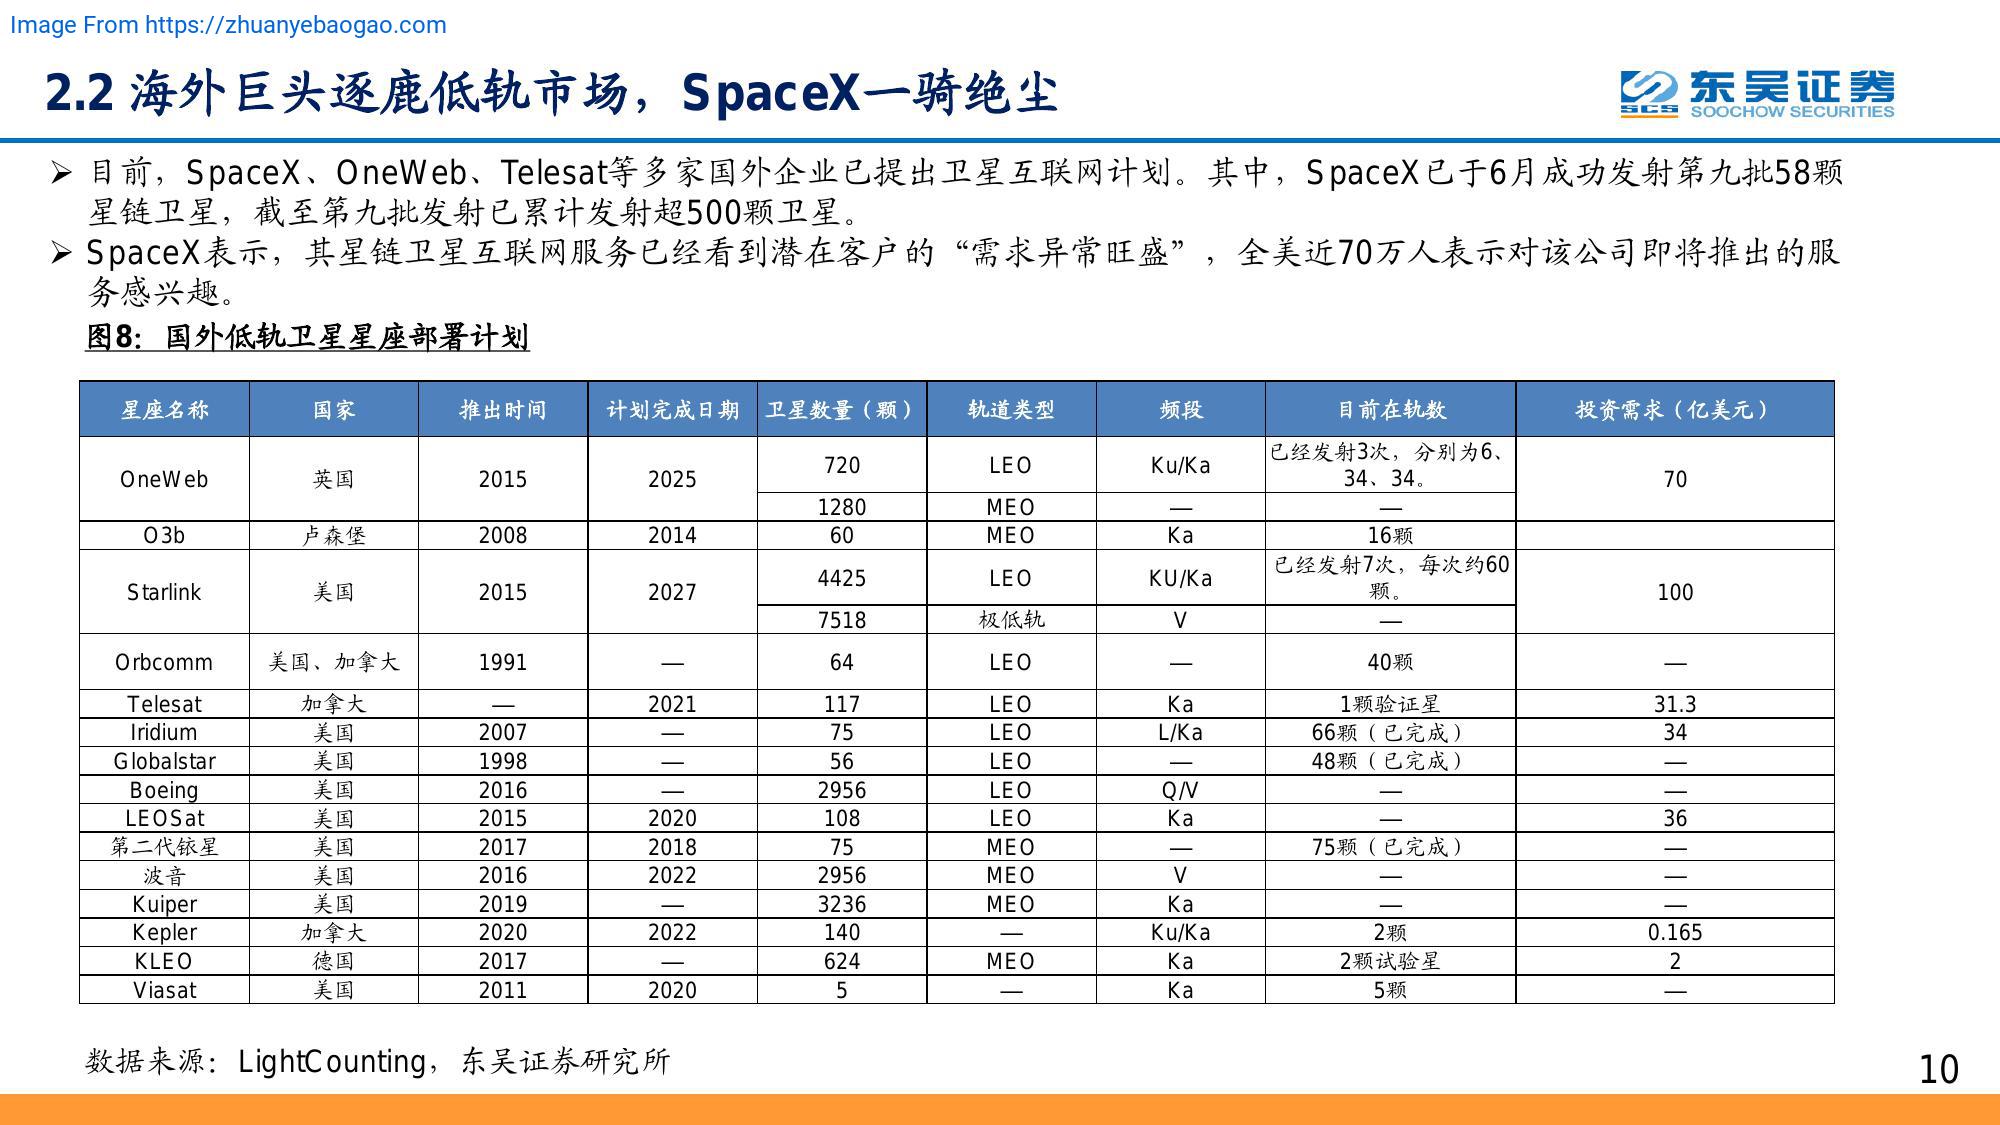 Image From https://zhuanyebaogao.com
2.2 海外巨头逐鹿低轨市场，SpaceX一骑绝尘
SCS 东吴证券
SOOCHOW SECURITIES
目前，SpaceX、OneWeb、Telesat等多家国外企业已提出卫星互联网计划。其中，SpaceX已于6月成功发射第九批58颗
星链卫星，截至第九批发射已累计发射超500颗卫星。
SpaceX表示，其星链卫星互联网服务已经看到潜在客户的“需求异常旺盛”，全美近70万人表示对该公司即将推出的服
务感兴趣。
图8：国外低轨卫星星座部署计划
星座名称 国家 推出时间 计划完成日期 卫星数量（颗） 轨道类型 频段 目前在轨数 投资需求（亿美元）
OneWeb 英国 2015 2025 720 LEO Ku/Ka 已经发射3次，分别为6、
34、34。 70
1280 MEO — —
O3b 卢森堡 2008 2014 60 MEO Ka 16颗
Starlink 美国 2015 2027 4425 LEO KU/Ka 已经发射7次，每次约60
颗。 100
7518 极低轨 V —
Orbcomm 美国、加拿大 1991 — 64 LEO — 40颗 —
Telesat 加拿大 — 2021 117 LEO Ka 1颗验证星 31.3
Iridium 美国 2007 — 75 LEO L/Ka 66颗（已完成） 34
Globalstar 美国 1998 — 56 LEO — 48颗（已完成） —
Boeing 美国 2016 — 2956 LEO Q/V — —
LEOSat 美国 2015 2020 108 LEO Ka — 36
第二代铱星 美国 2017 2018 75 MEO — 75颗（已完成） —
波音 美国 2016 2022 2956 MEO V — —
Kuiper 美国 2019 — 3236 MEO Ka — —
Kepler 加拿大 2020 2022 140 — Ku/Ka 2颗 0.165
KLEO 德国 2017 — 624 MEO Ka 2颗试验星 2
Viasat 美国 2011 2020 5 — Ka 5颗 —
数据来源：LightCounting，东吴证券研究所
10